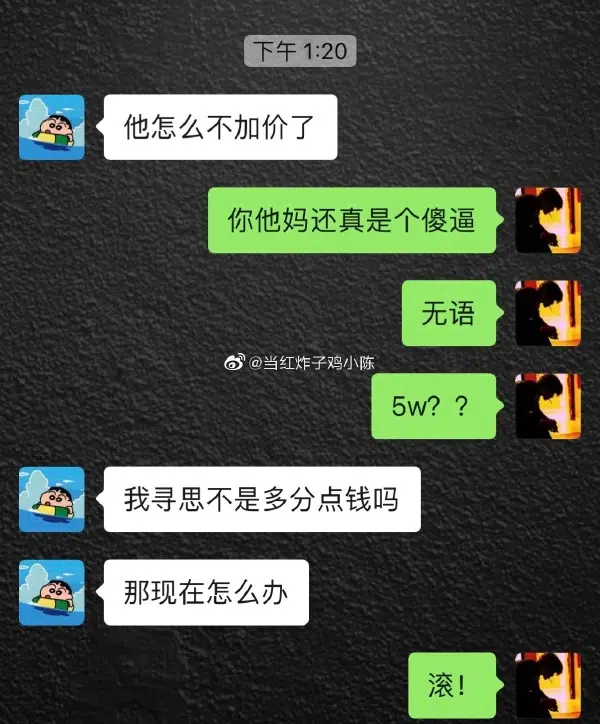 下午 1:20
他怎么不加价了
你他妈还真是个傻逼
无语
@当红炸子鸡小陈
5w？？
我寻思不是多分点钱吗
那现在怎么办
滚！